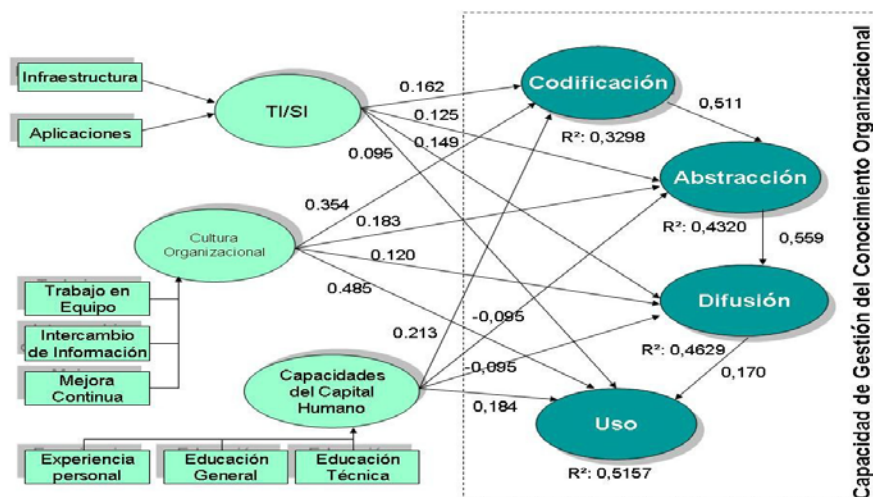 Infraestructura
Aplicaciones
TI/SI
Codificación
R²: 0,3298
0.162
0.125
0.149
0.095
0,511
Abstracción
R²: 0,4320
0.354
0.183
0.120
0.485
Cultura
Organizacional
0,559
Difusión
R²: 0,4629
Trabajo en
Equipo
Intercambio
de Información
Mejora
Continua
-0,095
0.213
-0,095
0,184
0,170
Capacidades
del Capital
Humano
Uso
R²: 0,5157
Experiencia
personal
Educación
General
Educación
Técnica
Capacidad de Gestión del Conocimiento Organizacional